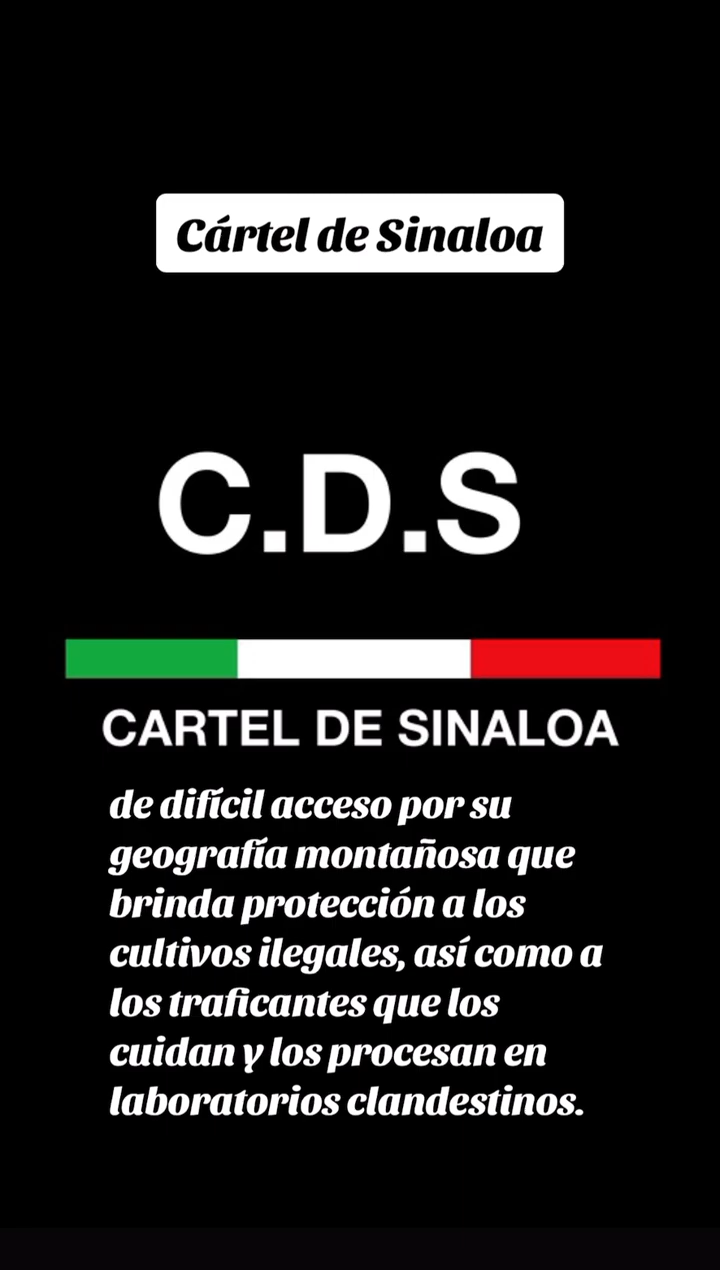 Cártel de Sinaloa
C.D.S
CARTEL DE SINALOA
de difícil acceso por su
geografía montañosa que
brinda protección a los
cultivos ilegales, así como a
los traficantes que los
cuidan y los procesan en
laboratorios clandestinos.